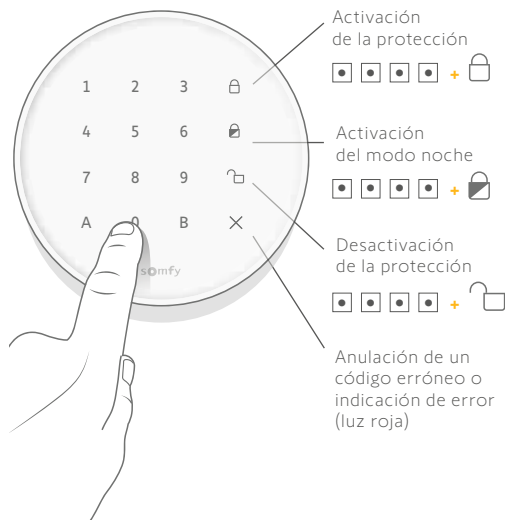 Activación
de la protección
+
1 2 3
4 5 6
7 8 9
A 0 B
somfy
Activación
del modo noche
+
Desactivación
de la protección
+
Anulación de un
código erróneo o
indicación de error
(luz roja)